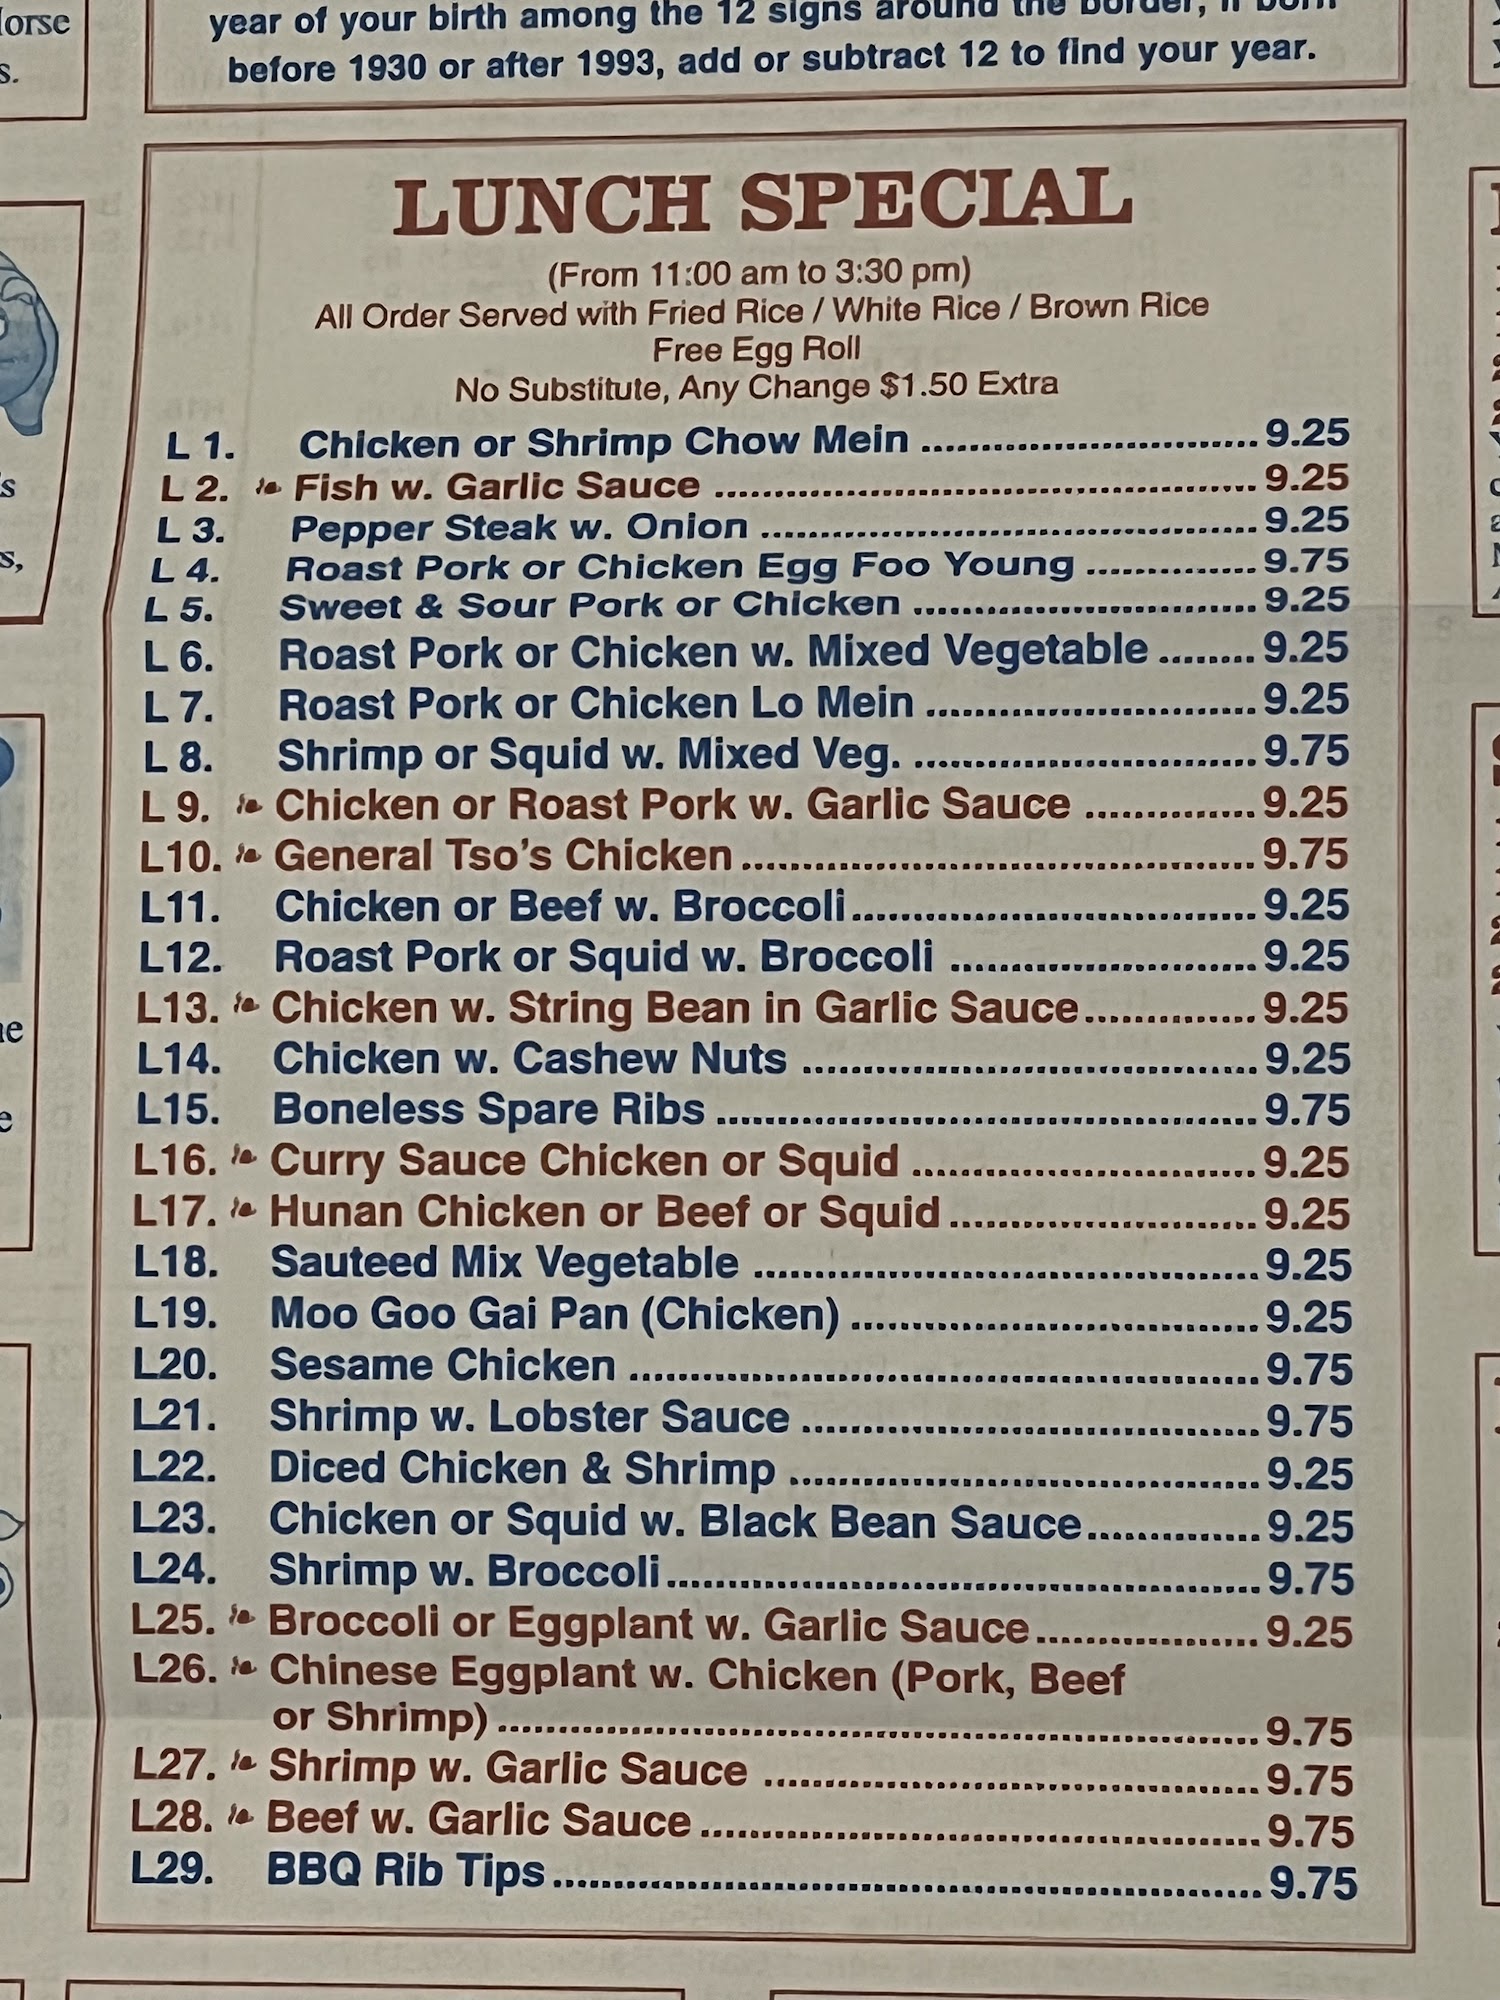 year of your birth among the 12 signs around the border, if born
before 1930 or after 1993, add or subtract 12 to find your year.
LUNCH SPECIAL
(From 11:00 am to 3:30 pm)
All Order Served with Fried Rice / White Rice / Brown Rice
Free Egg Roll
No Substitute, Any Change $1.50 Extra
L 1. Chicken or Shrimp Chow Mein 9.25
L 2. Fish w. Garlic Sauce 9.25
L 3. Pepper Steak w. Onion 9.25
L 4. Roast Pork or Chicken Egg Foo Young 9.75
L 5. Sweet & Sour Pork or Chicken 9.25
L 6. Roast Pork or Chicken w. Mixed Vegetable 9.25
L 7. Roast Pork or Chicken Lo Mein 9.25
L 8. Shrimp or Squid w. Mixed Veg. 9.75
L 9. Chicken or Roast Pork w. Garlic Sauce 9.25
L10. General Tso's Chicken 9.75
L11. Chicken or Beef w. Broccoli 9.25
L12. Roast Pork or Squid w. Broccoli 9.25
L13. Chicken w. String Bean in Garlic Sauce 9.25
L14. Chicken w. Cashew Nuts 9.25
L15. Boneless Spare Ribs 9.75
L16. Curry Sauce Chicken or Squid 9.25
L17. Hunan Chicken or Beef or Squid 9.25
L18. Sauteed Mix Vegetable 9.25
L19. Moo Goo Gai Pan (Chicken) 9.25
L20. Sesame Chicken 9.75
L21. Shrimp w. Lobster Sauce 9.75
L22. Diced Chicken & Shrimp 9.25
L23. Chicken or Squid w. Black Bean Sauce 9.25
L24. Shrimp w. Broccoli 9.75
L25. Broccoli or Eggplant w. Garlic Sauce 9.25
L26. Chinese Eggplant w. Chicken (Pork, Beef
or Shrimp) 9.75
L27. Shrimp w. Garlic Sauce 9.75
L28. Beef w. Garlic Sauce 9.75
L29. BBQ Rib Tips 9.75